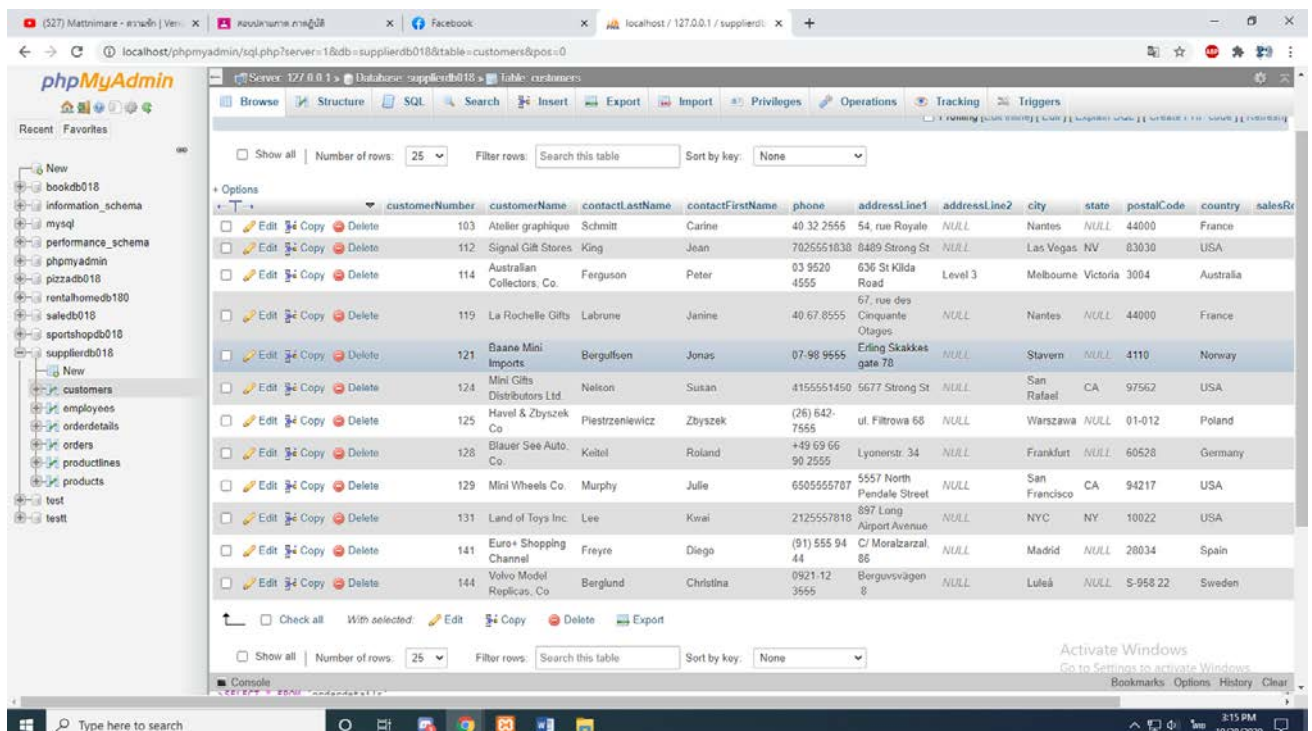 (527) Mattnimare - ความรัก | Ven
Facebook
localhost / 127.0.0.1 / supplierdb
localhost/phpmyadmin/sql.php?server=1&db=supplierdb018&table=customers&pos=0
phpMyAdmin
Recent Favorites
New
bookdb018
information_schema
mysql
performance_schema
phpmyadmin
pizzadb018
rentalhomedb180
saledb018
sportshopdb018
supplierdb018
New
customers
employees
orderdetails
orders
productlines
products
test
testt
Server: 127.0.0.1 » Database: supplierdb018 » Table: customers
Browse Structure SQL Search Insert Export Import Privileges Operations Tracking Triggers
Show all | Number of rows: 25 Filter rows: Search this table Sort by key: None
+ Options
customerNumber customerName contactLastName contactFirstName phone addressLine1 addressLine2 city state postalCode country salesRe
Edit Copy Delete 103 Atelier graphique Schmitt Carine 40.32.2555 54, rue Royale NULL Nantes NULL 44000 France
Edit Copy Delete 112 Signal Gift Stores King Jean 7025551838 8489 Strong St NULL Las Vegas NV 83030 USA
Edit Copy Delete 114 Australian Collectors, Co. Ferguson Peter 03 9520 4555 636 St Kilda Road Level 3 Melbourne Victoria 3004 Australia
Edit Copy Delete 119 La Rochelle Gifts Labrune Janine 40.67.8555 67, rue des Cinquante Otages NULL Nantes NULL 44000 France
Edit Copy Delete 121 Baane Mini Imports Bergulfsen Jonas 07-98 9555 Erling Skakkes gate 78 NULL Stavern NULL 4110 Norway
Edit Copy Delete 124 Mini Gifts Distributors Ltd. Nelson Susan 4155551450 5677 Strong St NULL San Rafael CA 97562 USA
Edit Copy Delete 125 Havel & Zbyszek Co Piestrzeniewicz Zbyszek (26) 642-7555 ul. Filtrowa 68 NULL Warszawa NULL 01-012 Poland
Edit Copy Delete 128 Blauer See Auto, Co. Keitel Roland +49 69 66 90 2555 Lyonerstr. 34 NULL Frankfurt NULL 60528 Germany
Edit Copy Delete 129 Mini Wheels Co. Murphy Julie 6505555787 5557 North Pendale Street NULL San Francisco CA 94217 USA
Edit Copy Delete 131 Land of Toys Inc. Lee Kwai 2125557818 897 Long Airport Avenue NULL NYC NY 10022 USA
Edit Copy Delete 141 Euro+ Shopping Channel Freyre Diego (91) 555 94 44 C/ Moralzarzal, 86 NULL Madrid NULL 28034 Spain
Edit Copy Delete 144 Volvo Model Replicas, Co Berglund Christina 0921-12 3555 Berguvsvägen 8 NULL Luleå NULL S-958 22 Sweden
Check all With selected: Edit Copy Delete Export
Show all | Number of rows: 25 Filter rows: Search this table Sort by key: None
Activate Windows
Go to Settings to activate Windows.
Console Bookmarks Options History Clear
Type here to search
3:15 PM